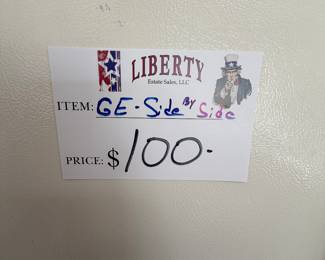 LIBERTY
Estate Sales, LLC
ITEM: GE - Side By Side
PRICE: $100-